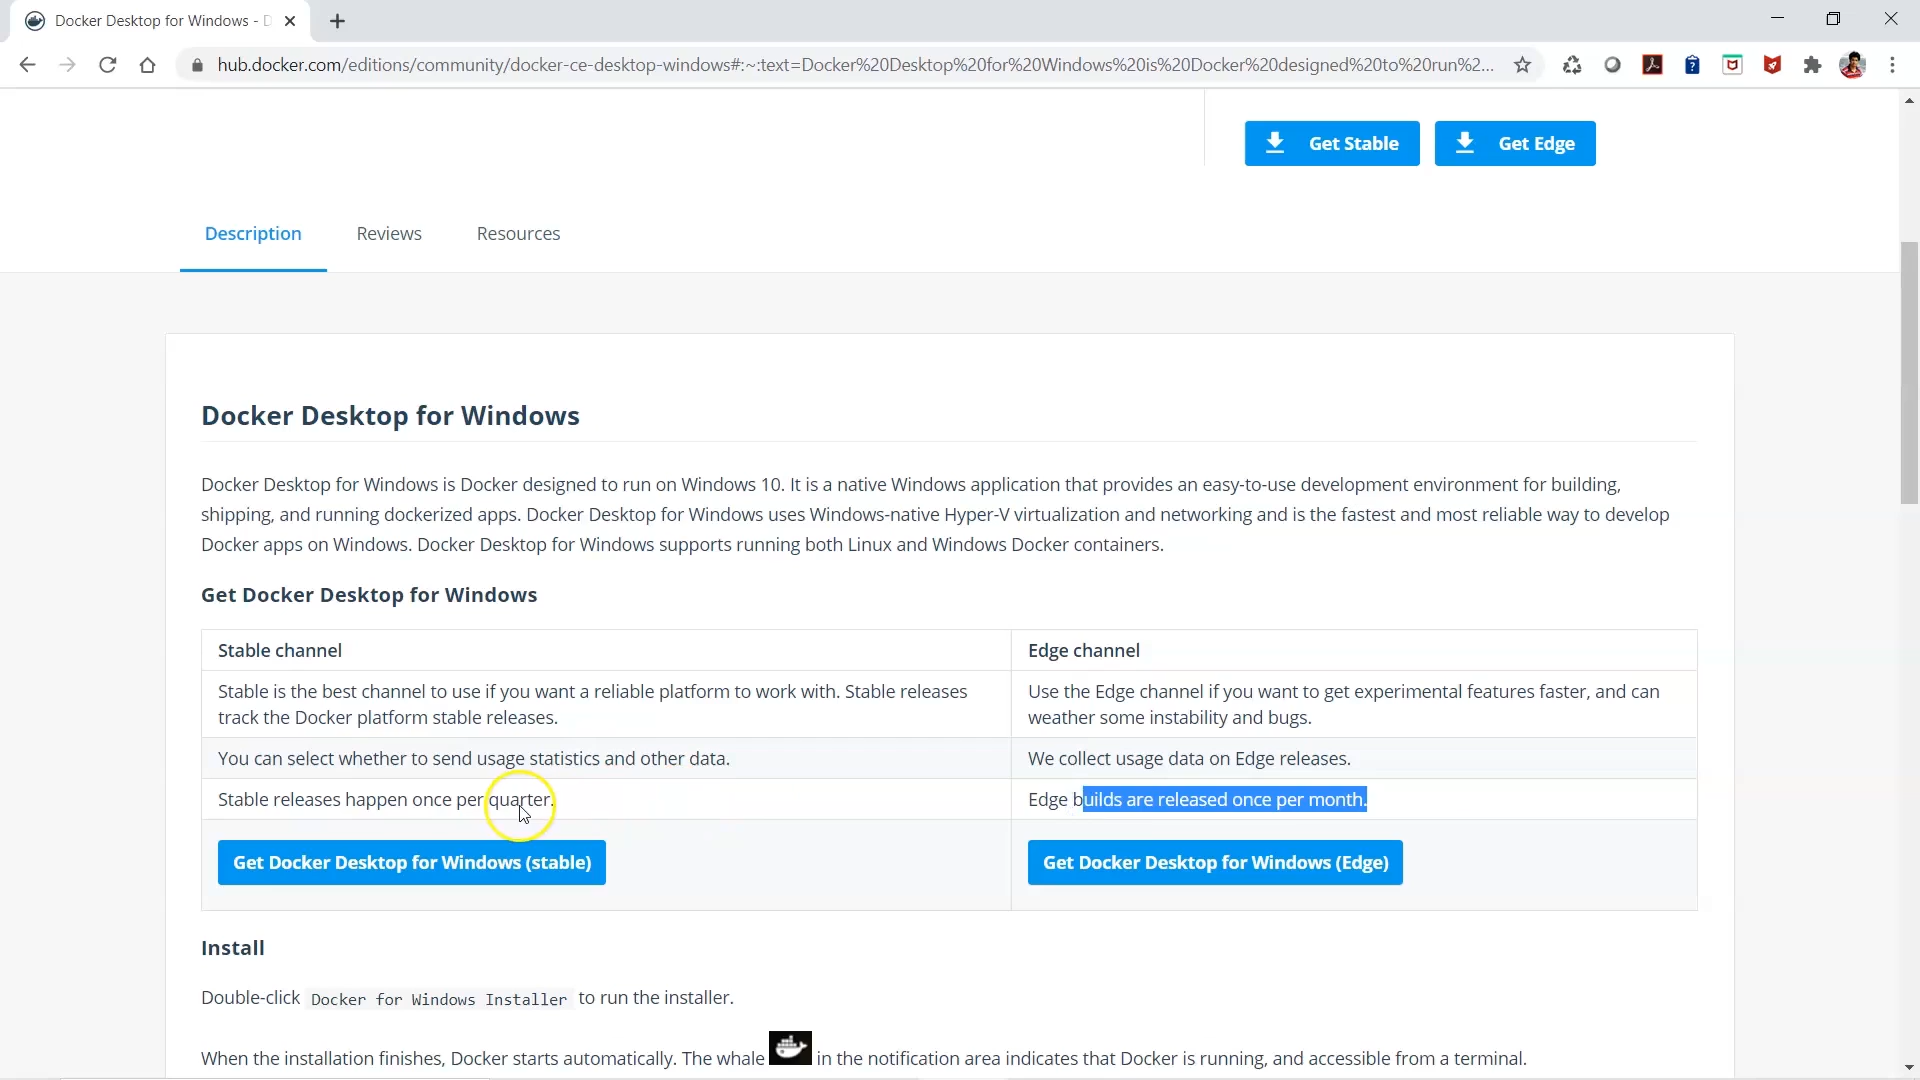 Docker Desktop for Windows - D
hub.docker.com/editions/community/docker-ce-desktop-windows#:~:text=Docker%20Desktop%20for%20Windows%20is%20Docker%20designed%20to%20run%2...
Get Stable
Get Edge
Description
Reviews
Resources
Docker Desktop for Windows
Docker Desktop for Windows is Docker designed to run on Windows 10. It is a native Windows application that provides an easy-to-use development environment for building,
shipping, and running dockerized apps. Docker Desktop for Windows uses Windows-native Hyper-V virtualization and networking and is the fastest and most reliable way to develop
Docker apps on Windows. Docker Desktop for Windows supports running both Linux and Windows Docker containers.
Get Docker Desktop for Windows
Stable channel
Edge channel
Stable is the best channel to use if you want a reliable platform to work with. Stable releases
track the Docker platform stable releases.
Use the Edge channel if you want to get experimental features faster, and can
weather some instability and bugs.
You can select whether to send usage statistics and other data.
We collect usage data on Edge releases.
Stable releases happen once per quarter.
Edge builds are released once per month.
Get Docker Desktop for Windows (stable)
Get Docker Desktop for Windows (Edge)
Install
Double-click Docker for Windows Installer to run the installer.
When the installation finishes, Docker starts automatically. The whale in the notification area indicates that Docker is running, and accessible from a terminal.